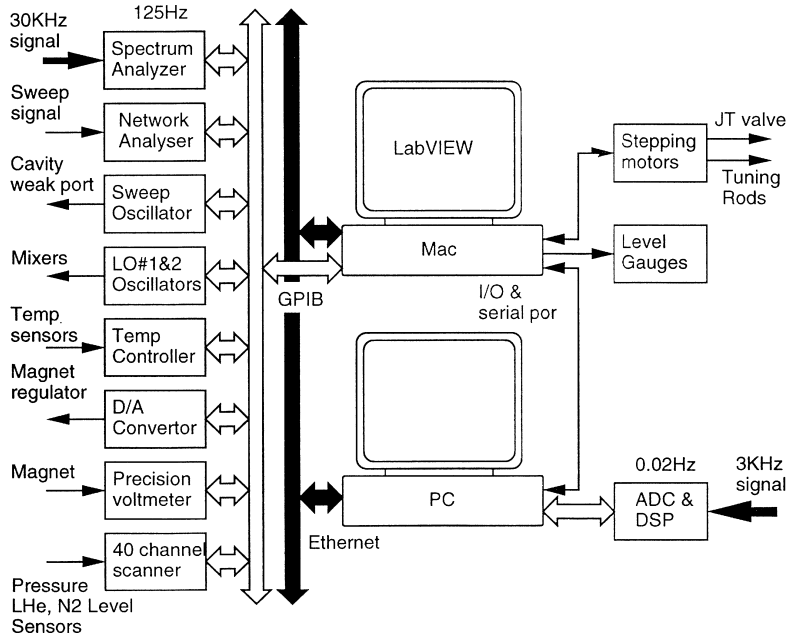 30KHz
signal
125Hz
Spectrum
Analyzer
Sweep
signal
Network
Analyser
Cavity
weak port
Sweep
Oscillator
Mixers
LO#1&2
Oscillators
Temp
sensors
Temp
Controller
Magnet
regulator
D/A
Convertor
Magnet
Precision
voltmeter
40 channel
scanner
Pressure
LHe, N2 Level
Sensors
GPIB
Ethernet
LabVIEW
Mac
I/O &
serial por
PC
Stepping
motors
JT valve
Tuning
Rods
Level
Gauges
0.02Hz
ADC &
DSP
3KHz
signal